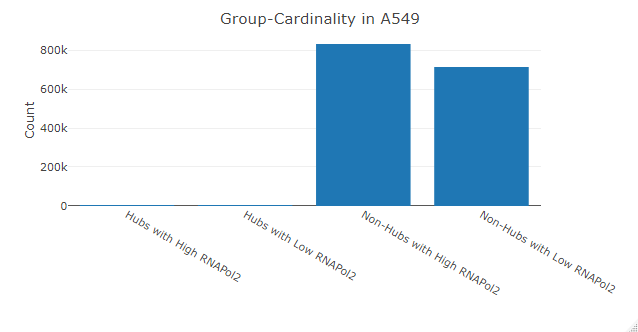 Group-Cardinality in A549
Count
800k
600k
400k
200k
0
Hubs with High RNAPol2
Hubs with Low RNAPol2
Non-Hubs with High RNAPol2
Non-Hubs with Low RNAPol2